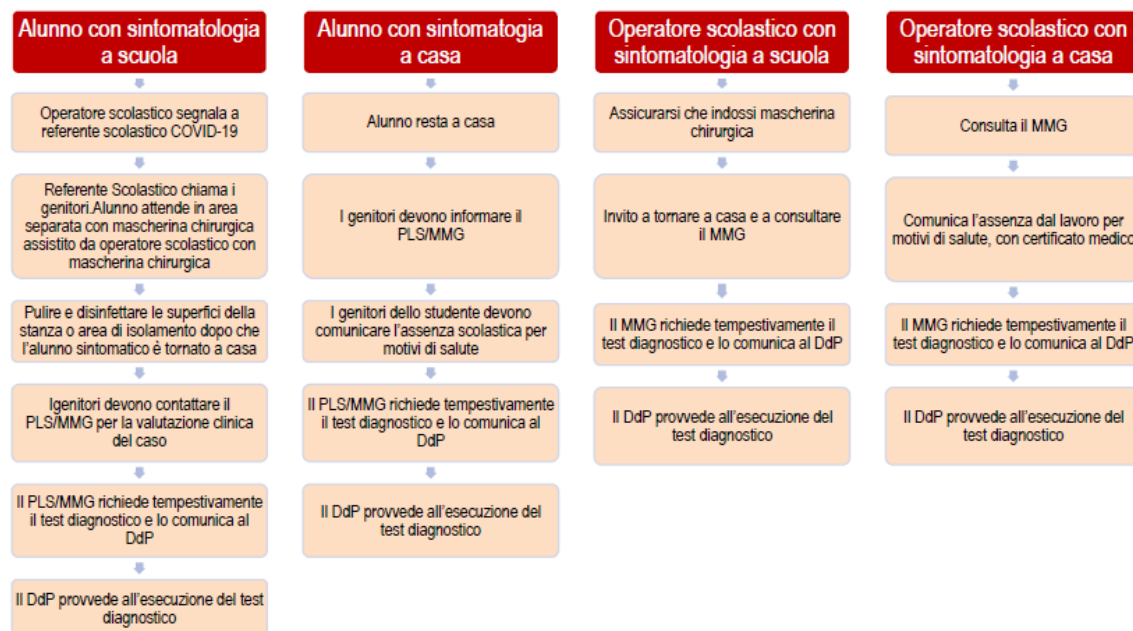 Alunno con sintomatologia
a scuola
Operatore scolastico segnala a
referente scolastico COVID-19
Referente Scolastico chiama i
genitori.Alunno attende in area
separata con mascherina chirurgica
assistito da operatore scolastico con
mascherina chirurgica
Pulire e disinfettare le superfici della
stanza o area di isolamento dopo che
l'alunno sintomatico è tornato a casa
Igenitori devono contattare il
PLS/MMG per la valutazione clinica
del caso
Il PLS/MMG richiede tempestivamente
il test diagnostico e lo comunica al
DdP
Il DdP provvede all'esecuzione del test
diagnostico
Alunno con sintomatogia
a casa
Alunno resta a casa
I genitori devono informare il
PLS/MMG
I genitori dello studente devono
comunicare l'assenza scolastica per
motivi di salute
Il PLS/MMG richiede tempestivamente
il test diagnostico e lo comunica al
DdP
Il DdP provvede all'esecuzione del
test diagnostico
Operatore scolastico con
sintomatologia a scuola
Assicurarsi che indossi mascherina
chirurgica
Invito a tornare a casa e a consultare
il MMG
Il MMG richiede tempestivamente il
test diagnostico e lo comunica al DdP
Il DdP provvede all'esecuzione del
test diagnostico
Operatore scolastico con
sintomatologia a casa
Consulta il MMG
Comunica l'assenza dal lavoro per
motivi di salute, con certificato medico
Il MMG richiede tempestivamente il
test diagnostico e lo comunica al DdP
Il DdP provvede all'esecuzione del
test diagnostico